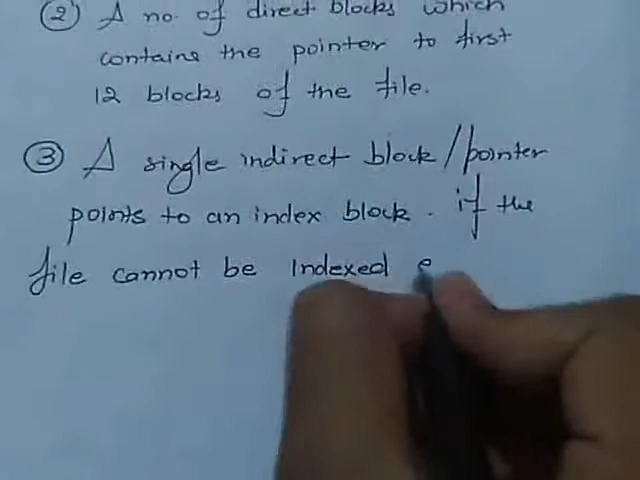 ② A no. of direct blocks which
contains the pointer to first
12 blocks of the file.
③ A single indirect block/pointer
points to an index block. if the
file cannot be Indexed e